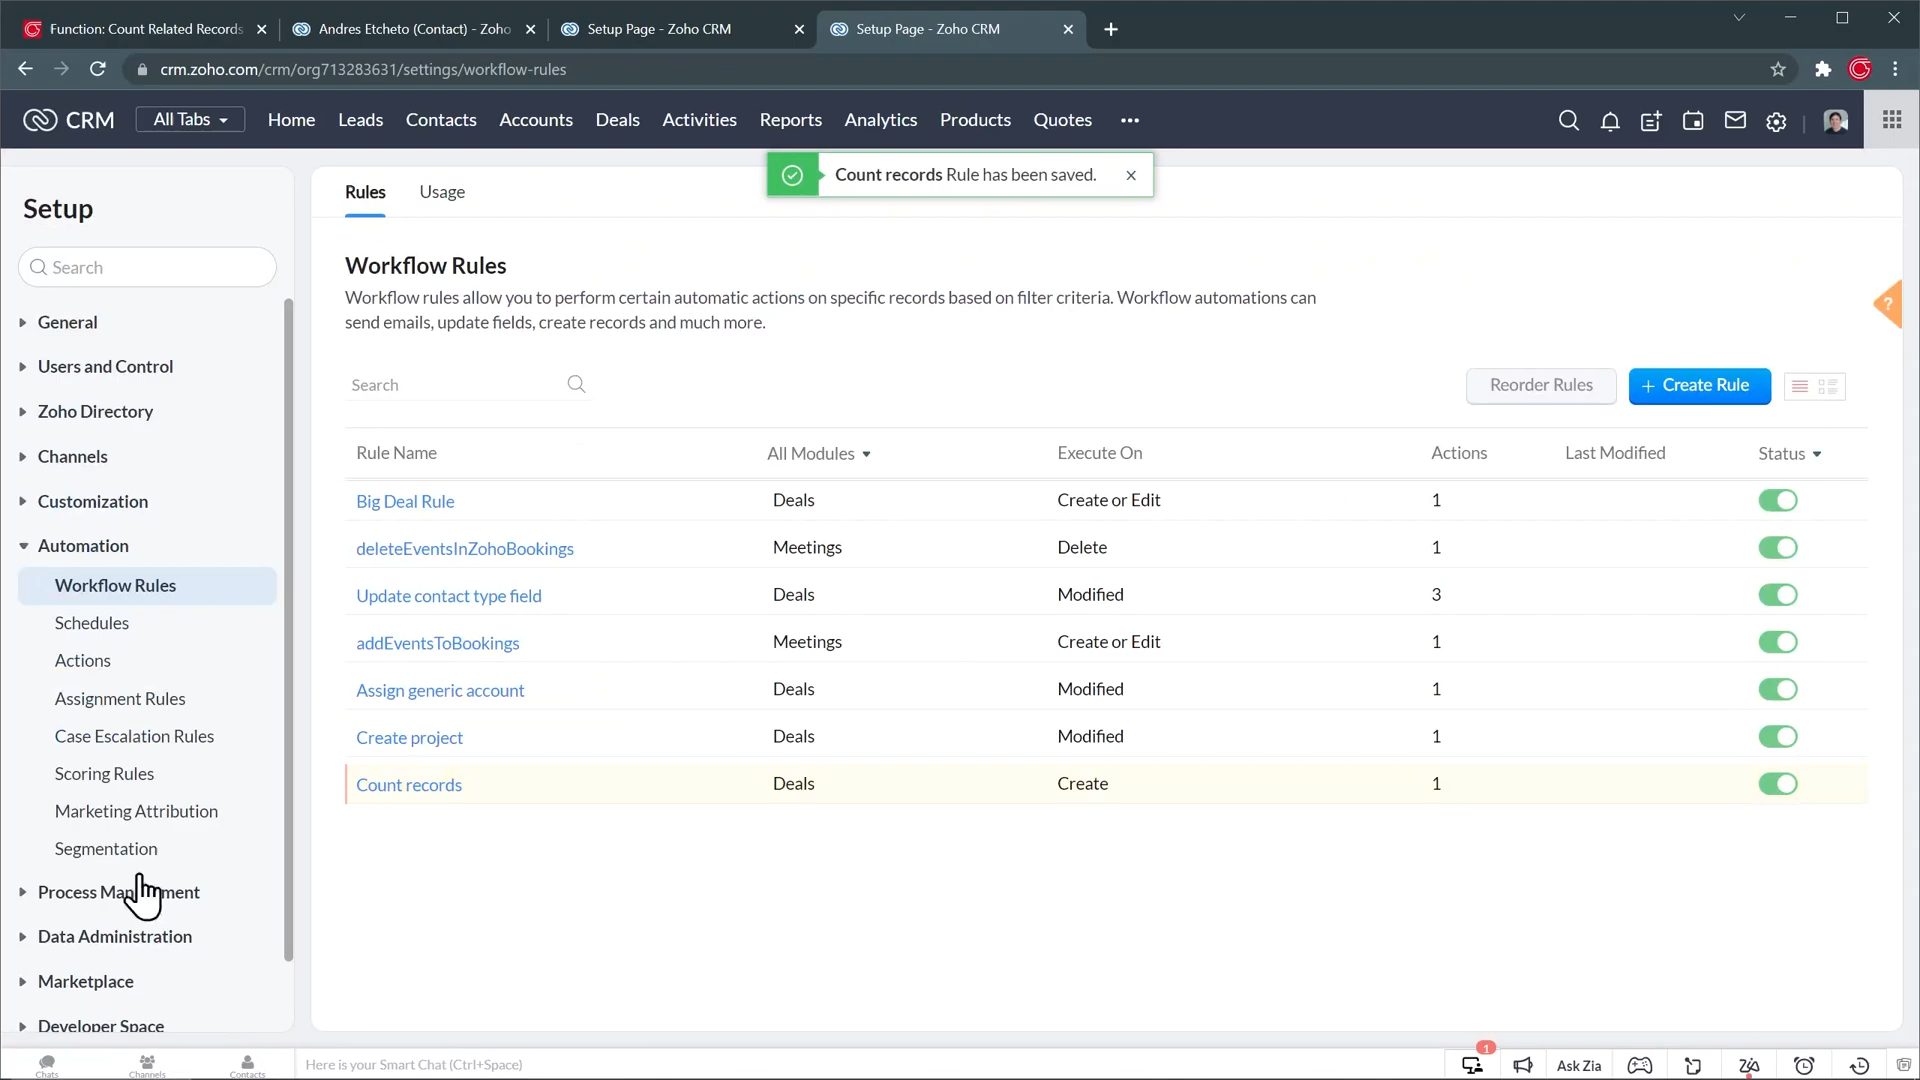 Function: Count Related Records
Andres Etcheto (Contact) - Zoho
Setup Page - Zoho CRM
Setup Page - Zoho CRM
crm.zoho.com/crm/org713283631/settings/workflow-rules
CRM
All Tabs
Home
Leads
Contacts
Accounts
Deals
Activities
Reports
Analytics
Products
Quotes
Count records Rule has been saved.
Setup
Search
General
Users and Control
Zoho Directory
Channels
Customization
Automation
Workflow Rules
Schedules
Actions
Assignment Rules
Case Escalation Rules
Scoring Rules
Marketing Attribution
Segmentation
Data Administration
Marketplace
Developer Space
Rules
Usage
Workflow Rules
Workflow rules allow you to perform certain automatic actions on specific records based on filter criteria. Workflow automations can
send emails, update fields, create records and much more.
Search
Reorder Rules
+ Create Rule
?
Rule Name All Modules Execute On Actions Last Modified Status
Big Deal Rule Deals Create or Edit 1
deleteEventsInZohoBookings Meetings Delete 1
Update contact type field Deals Modified 3
addEventsToBookings Meetings Create or Edit 1
Assign generic account Deals Modified 1
Create project Deals Modified 1
Count records Deals Create 1
Chats
Channels
Contacts
Here is your Smart Chat (Ctrl+Space)
1
Ask Zia